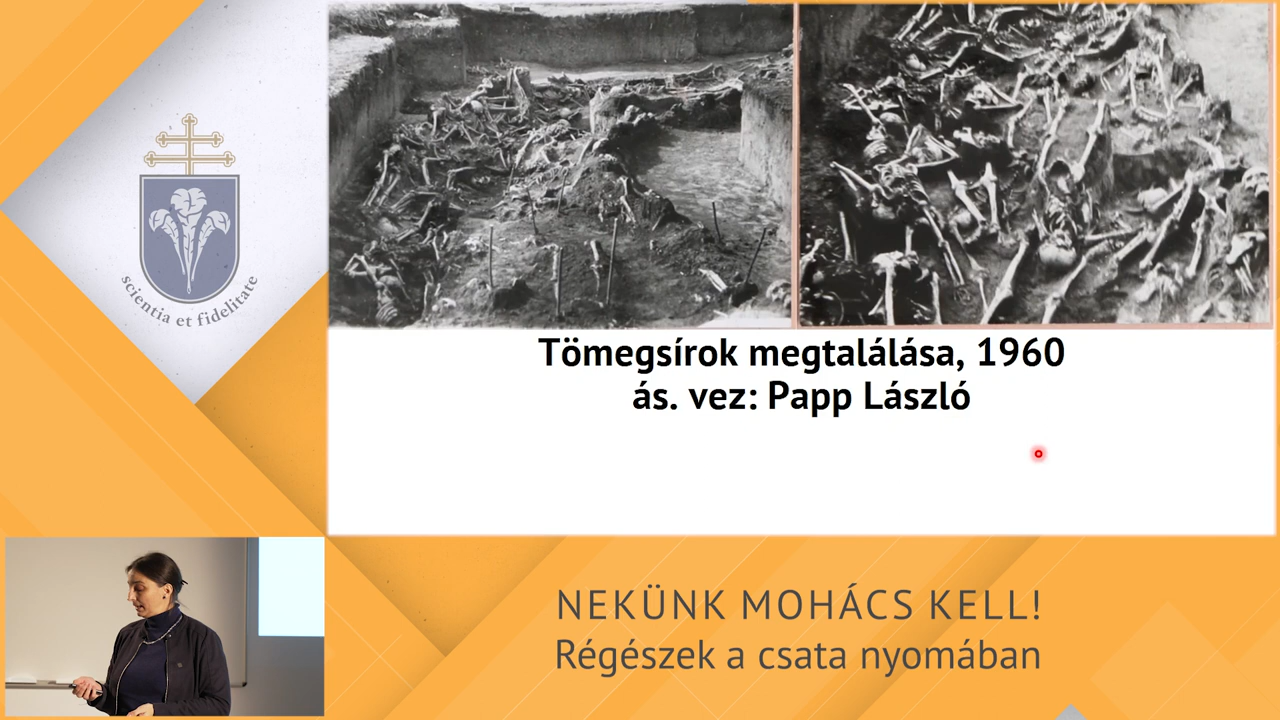 scientia et fidelitate
Tömegsírok megtalálása, 1960
ás. vez: Papp László
NEKÜNK MOHÁCS KELL!
Régészek a csata nyomában